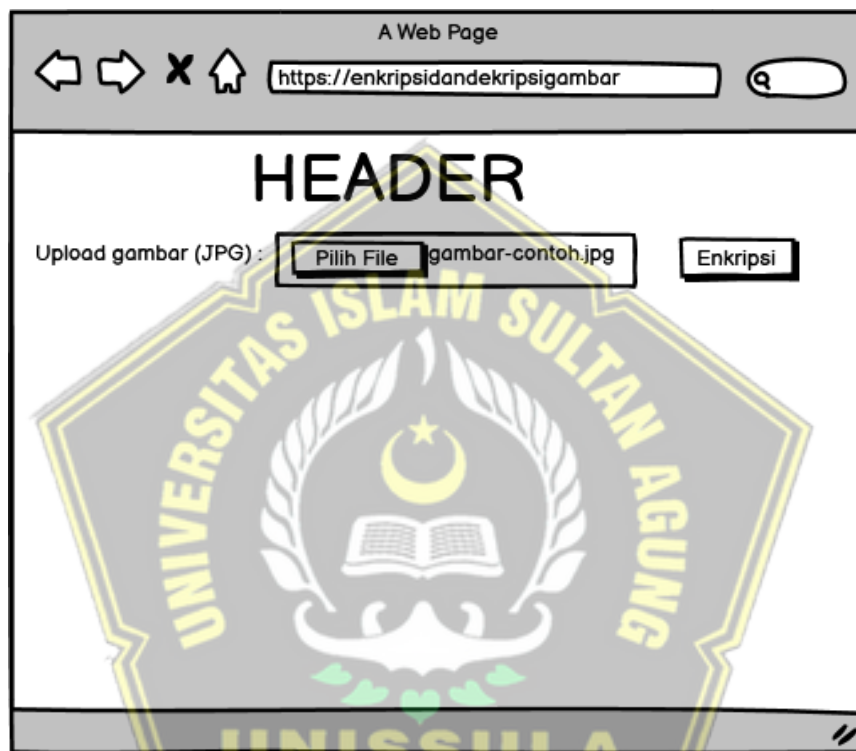 A Web Page
https://enkripsidandekripsigambar
HEADER
Upload gambar (JPG) : Pilih File gambar-contoh.jpg Enkripsi
UNIVERSITAS ISLAM SULTAN AGUNG
UNISSULA